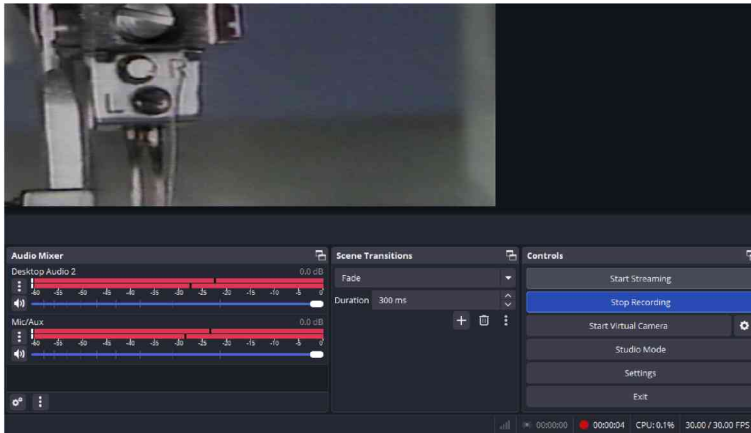 R
L
Audio Mixer
Desktop Audio 2 0.0 dB
-60 -55 -50 -45 -40 -35 -30 -25 -20 -15 -10 -5 0
Mic/Aux 0.0 dB
-60 -55 -50 -45 -40 -35 -30 -25 -20 -15 -10 -5 0
Scene Transitions
Fade
Duration 300 ms
Controls
Start Streaming
Stop Recording
Start Virtual Camera
Studio Mode
Settings
Exit
00:00:00 00:00:04 CPU: 0.1% 30.00 / 30.00 FPS